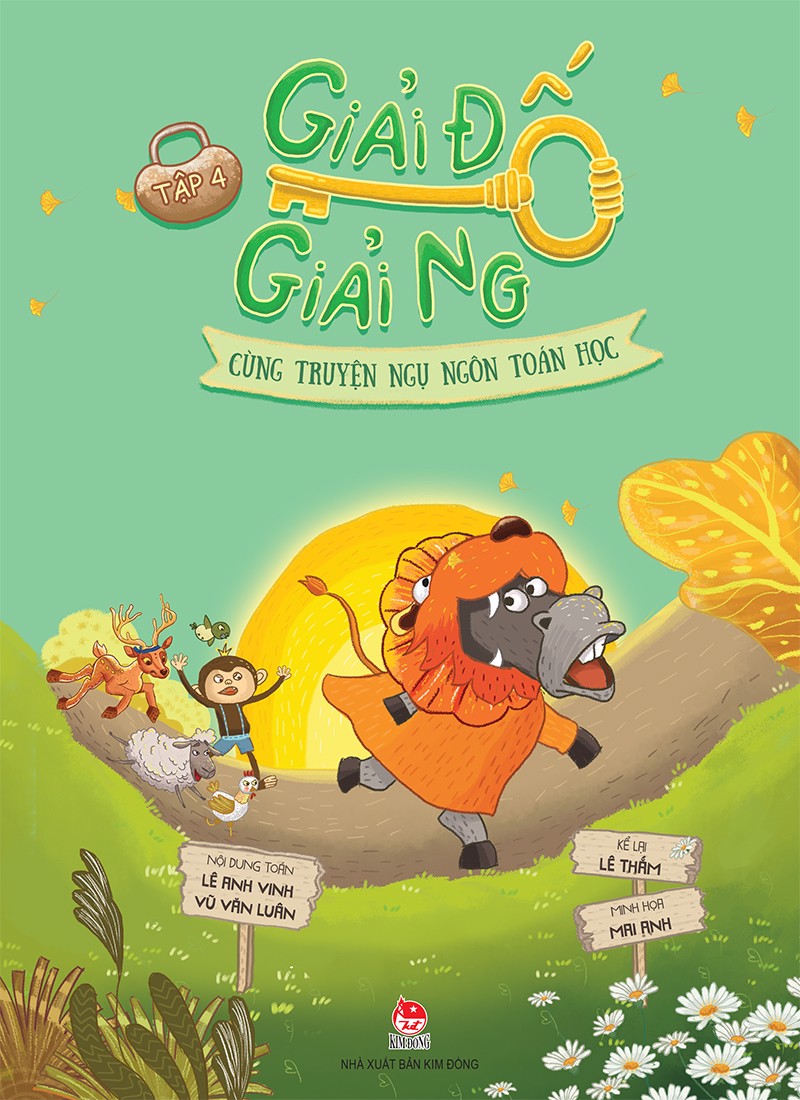 TẬP 4
GIẢI ĐỐ
GIẢI NG
CÙNG TRUYỆN NGỤ NGÔN TOÁN HỌC
NỘI DUNG TOÁN
LÊ ANH VINH
VŨ VĂN LUÂN
KỂ LẠI
LÊ THẮM
MINH HỌA
MAI ANH
KIM ĐỒNG
NHÀ XUẤT BẢN KIM ĐỒNG